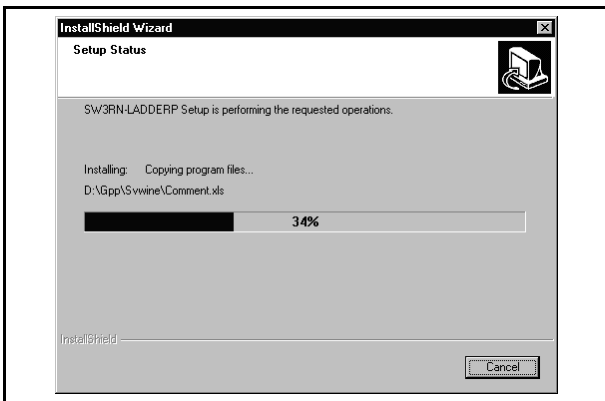 InstallShield Wizard
Setup Status
SW3RN-LADDERP Setup is performing the requested operations.
Installing: Copying program files...
D:\Gpp\Svwine\Comment.xls
34%
InstallShield
Cancel